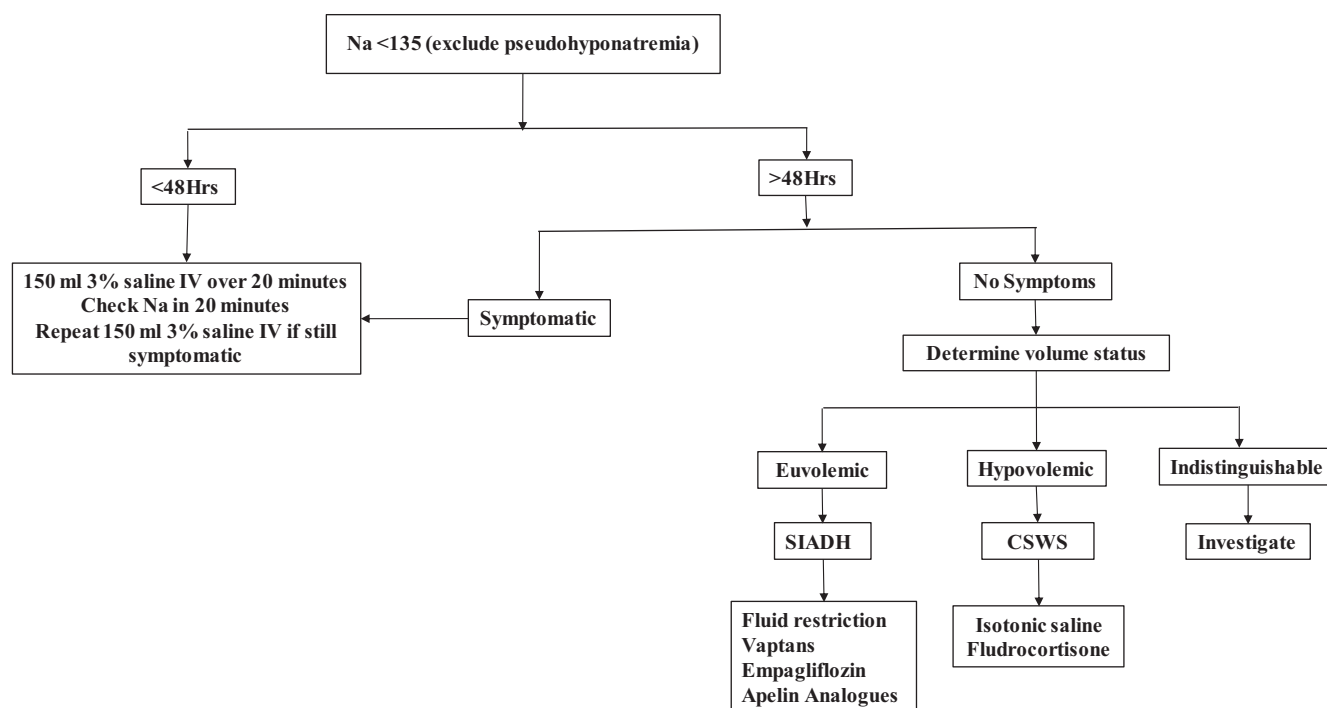 Na <135 (exclude pseudohyponatremia)
<48Hrs
>48Hrs
150 ml 3% saline IV over 20 minutes
Check Na in 20 minutes
Repeat 150 ml 3% saline IV if still
symptomatic
Symptomatic
No Symptoms
Determine volume status
Euvolemic
Hypovolemic
Indistinguishable
SIADH
CSWS
Investigate
Fluid restriction
Vaptans
Empagliflozin
Apelin Analogues
Isotonic saline
Fludrocortisone